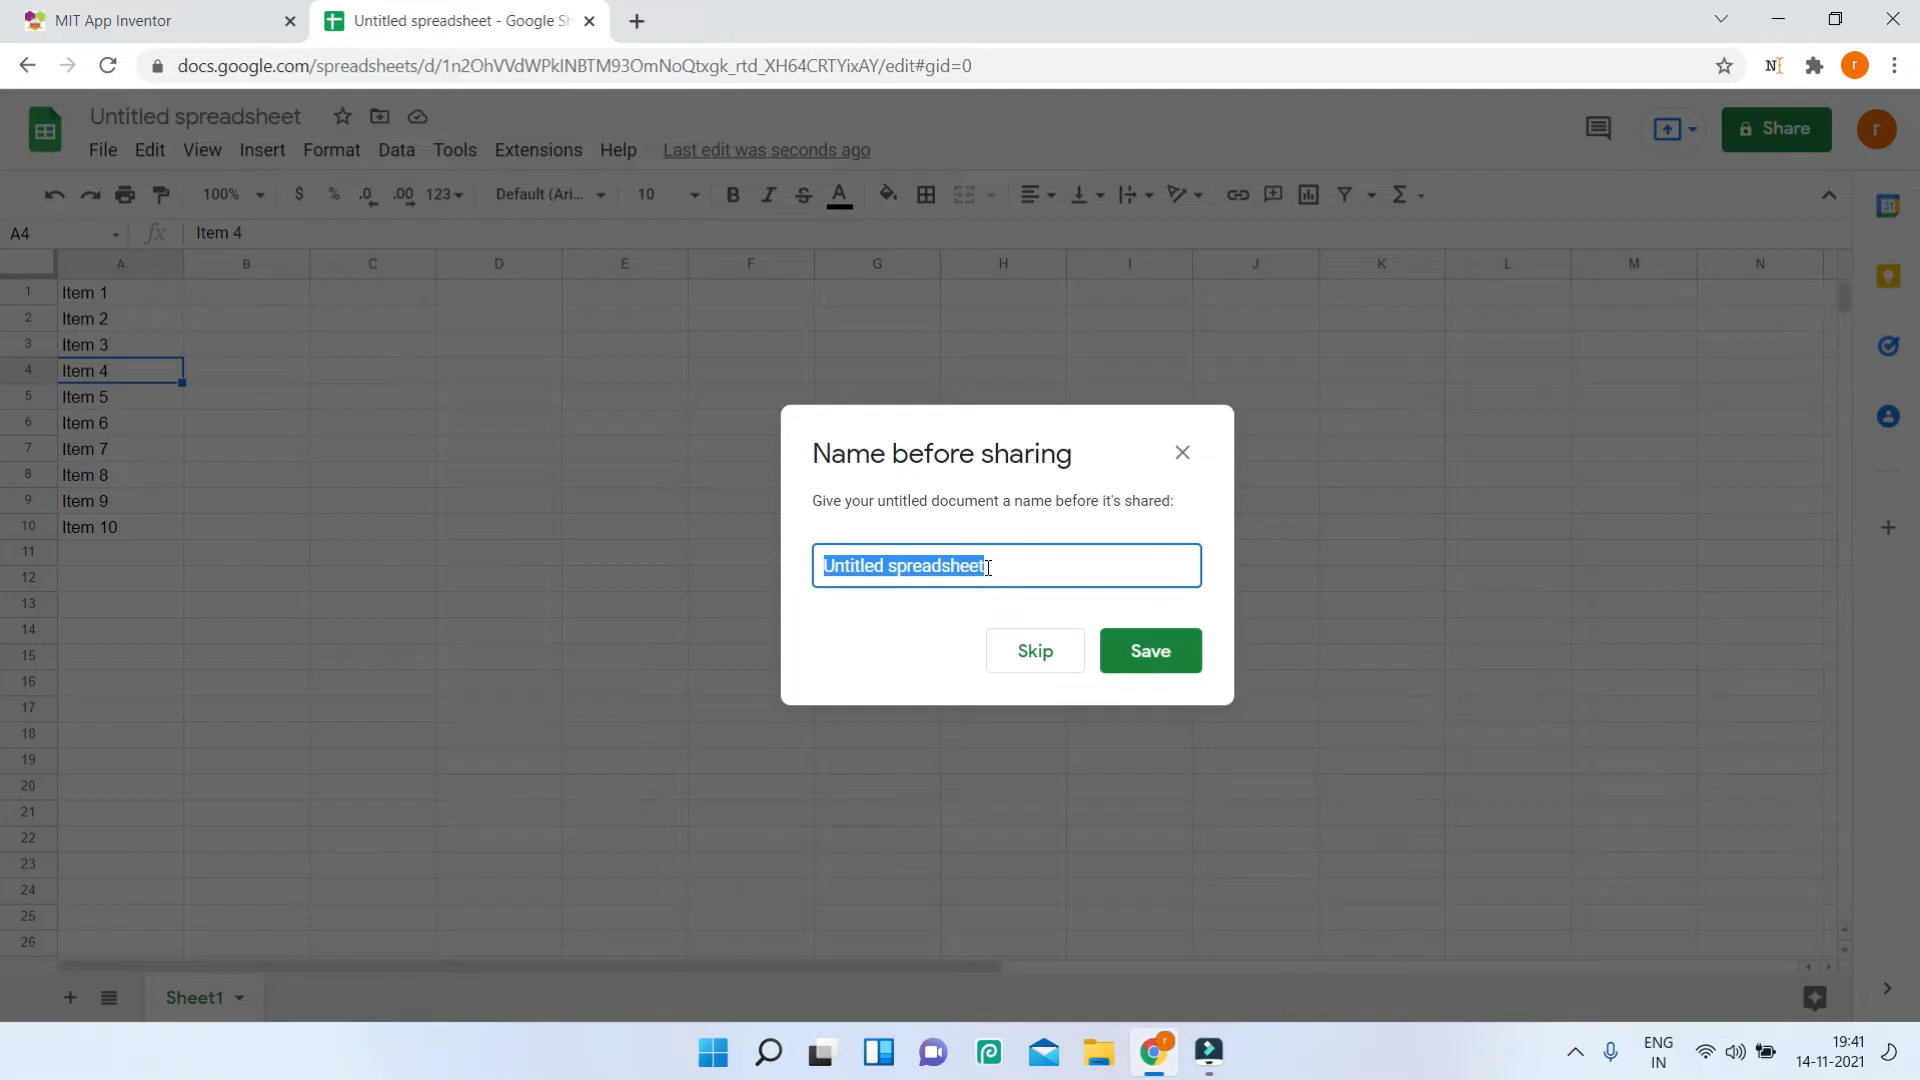 MIT App Inventor
Untitled spreadsheet - Google Sh
docs.google.com/spreadsheets/d/1n2OhVVdWPkINBTM93OmNoQtxgk_rtd_XH64CRTYixAY/edit#gid=0
Untitled spreadsheet
File Edit View Insert Format Data Tools Extensions Help Last edit was seconds ago
Share
r
100% $ % .0 .00 123 Default (Ari... 10 B I S A
A4 fx Item 4
A B C D E F G H I J K L M N
1 Item 1
2 Item 2
3 Item 3
4 Item 4
5 Item 5
6 Item 6
7 Item 7
8 Item 8
9 Item 9
10 Item 10
11
12
13
14
15
16
17
18
19
20
21
22
23
24
25
26
Name before sharing
Give your untitled document a name before it's shared:
Untitled spreadsheet
Skip Save
Sheet1
ENG
IN
19:41
14-11-2021